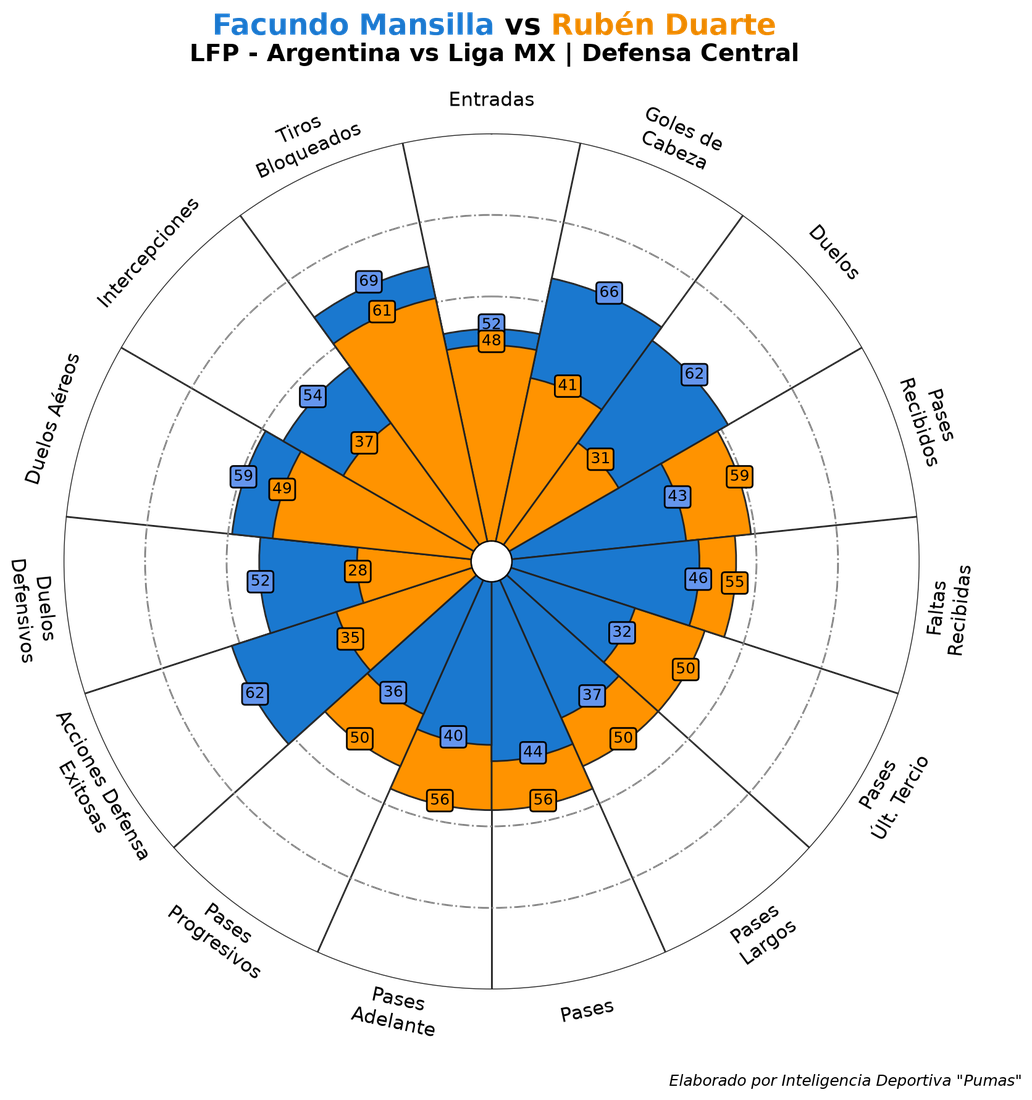 Facundo Mansilla vs Rubén Duarte
LFP - Argentina vs Liga MX | Defensa Central
Entradas
52
48
Goles de
Cabeza
66
41
Duelos
62
31
Pases
Recibidos
59
43
Faltas
Recibidas
46
55
Pases
Últ. Tercio
32
50
Pases
Largos
37
50
Pases
44
56
Pases
Adelante
40
56
Pases
Progresivos
36
50
Acciones Defensa
Exitosas
35
62
Duelos
Defensivos
52
28
Duelos Aéreos
59
49
Intercepciones
54
37
Tiros
Bloqueados
69
61
Elaborado por Inteligencia Deportiva "Pumas"